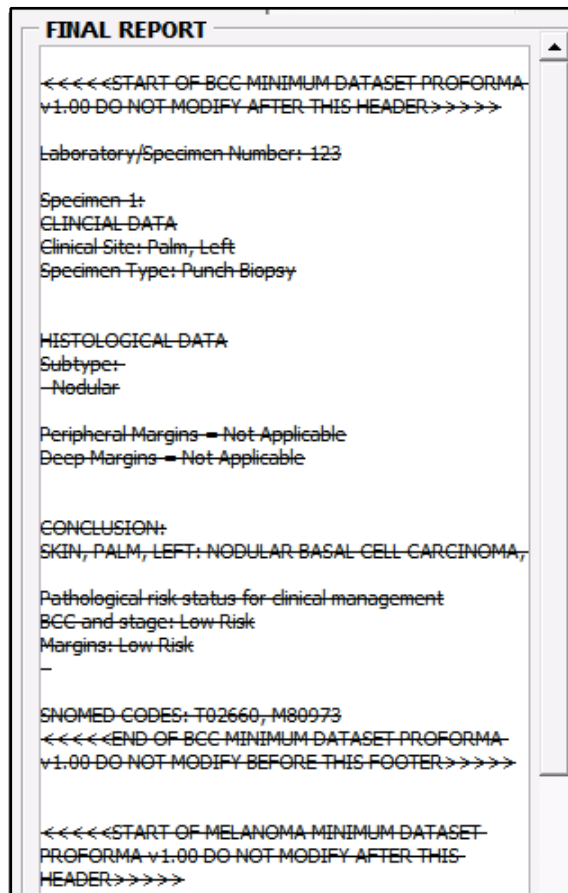 FINAL REPORT
<<<<<START OF BCC MINIMUM DATASET PROFORMA
v1.00 DO NOT MODIFY AFTER THIS HEADER>>>>>
Laboratory/Specimen Number: 123
Specimen 1:
CLINCIAL DATA
Clinical Site: Palm, Left
Specimen Type: Punch Biopsy
HISTOLOGICAL DATA
Subtype:
-Nodular
Peripheral Margins = Not Applicable
Deep Margins = Not Applicable
CONCLUSION:
SKIN, PALM, LEFT: NODULAR BASAL CELL CARCINOMA,
Pathological risk status for clinical management
BCC and stage: Low Risk
Margins: Low Risk
SNOMED CODES: T02660, M80973
<<<<<END OF BCC MINIMUM DATASET PROFORMA
v1.00 DO NOT MODIFY BEFORE THIS FOOTER>>>>>
<<<<<START OF MELANOMA MINIMUM DATASET
PROFORMA v1.00 DO NOT MODIFY AFTER THIS
HEADER>>>>>